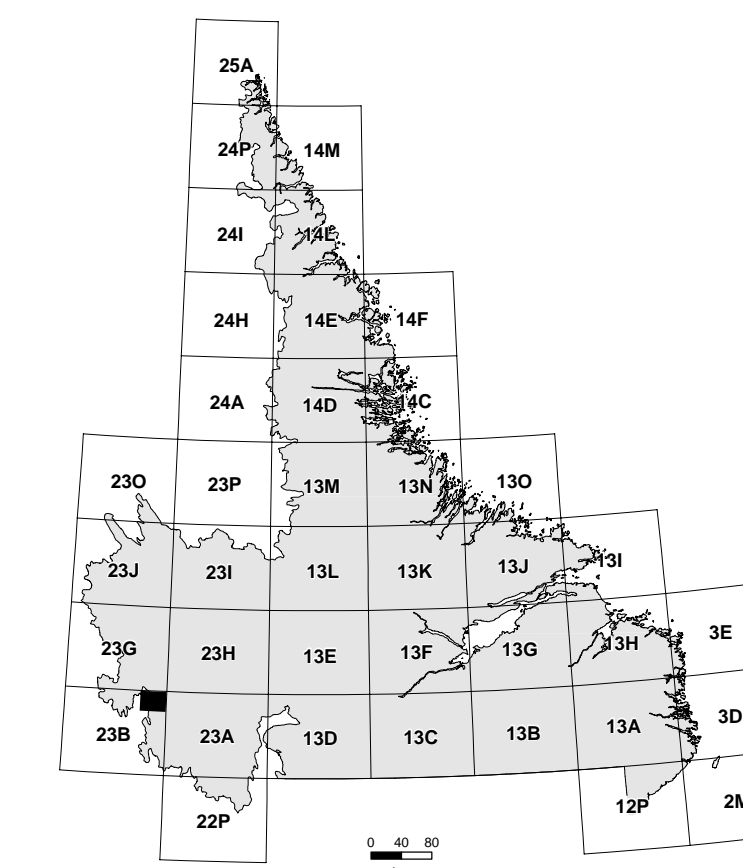 25A
24P 14M
24I 14L
24H 14E 14F
24A 14D 14C
23O 23P 13M 13N 13O
23J 23I 13L 13K 13J 13I
23G 23H 13E 13F 13G 13H 3E
23B 23A 13D 13C 13B 13A 3D
22P 12P 2M
0 40 80